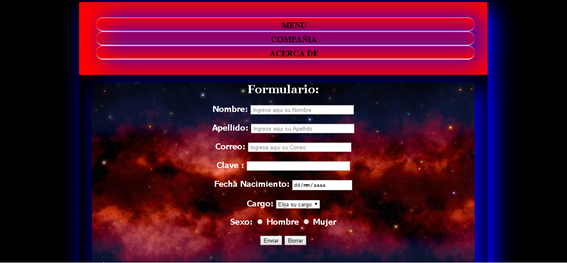 MENU
COMPAÑIA
ACERCA DE
Formulario:
Nombre: Ingrese aqui su Nombre
Apellido: Ingrese aqui su Apellido
Correo: Ingrese aqui su Correo
Clave :
Fecha Nacimiento: dd/mm/aaaa
Cargo: Elija su cargo
Sexo: Hombre Mujer
Enviar Borrar